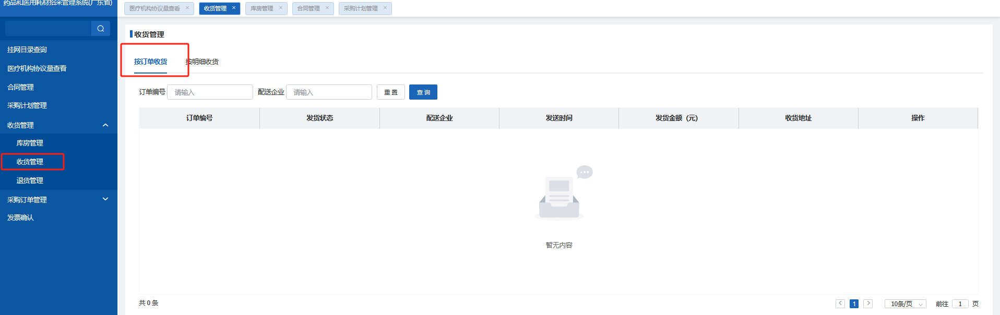 药品和医用耗材招采管理系统(广东省)
医疗机构协议量查看 ×
收货管理 ×
库房管理 ×
合同管理 ×
采购计划管理 ×
挂网目录查询
医疗机构协议量查看
合同管理
采购计划管理
收货管理
库房管理
收货管理
退货管理
采购订单管理
发票确认
收货管理
按订单收货 按明细收货
订单编号 请输入 配送企业 请输入 重置 查询
订单编号 发货状态 配送企业 发送时间 发货金额（元） 收货地址 操作
暂无内容
共 0 条
1 10条/页 前往 1 页